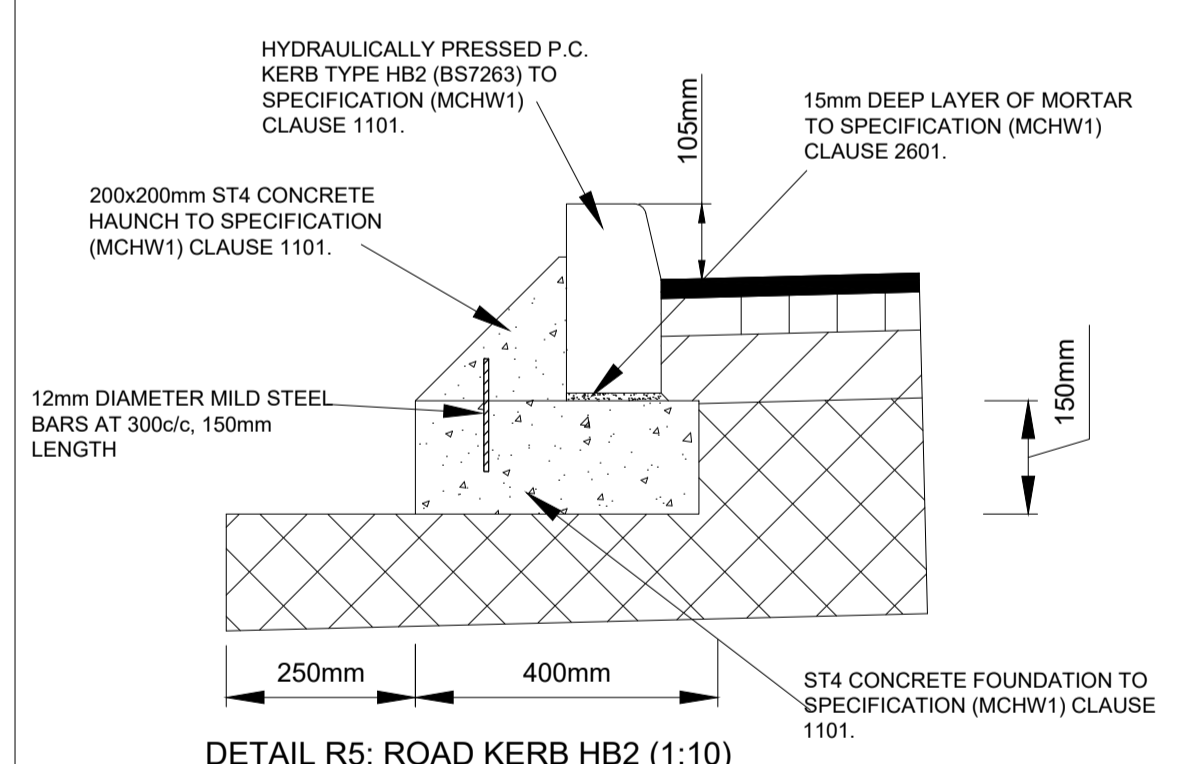 HYDRAULICALLY PRESSED P.C.
KERB TYPE HB2 (BS7263) TO
SPECIFICATION (MCHW1)
CLAUSE 1101.
105mm
15mm DEEP LAYER OF MORTAR
TO SPECIFICATION (MCHW1)
CLAUSE 2601.
200x200mm ST4 CONCRETE
HAUNCH TO SPECIFICATION
(MCHW1) CLAUSE 1101.
12mm DIAMETER MILD STEEL
BARS AT 300c/c, 150mm
LENGTH
150mm
250mm
400mm
ST4 CONCRETE FOUNDATION TO
SPECIFICATION (MCHW1) CLAUSE
1101.
DETAIL R5: ROAD KERB HB2 (1:10)